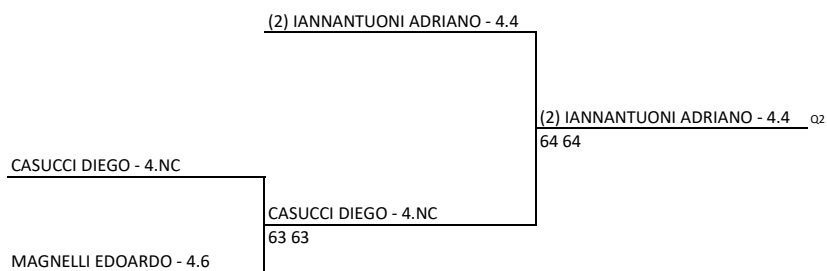 (2) IANNANTUONI ADRIANO - 4.4
(2) IANNANTUONI ADRIANO - 4.4 Q2
64 64
CASUCCI DIEGO - 4.NC
CASUCCI DIEGO - 4.NC
63 63
MAGNELLI EDOARDO - 4.6